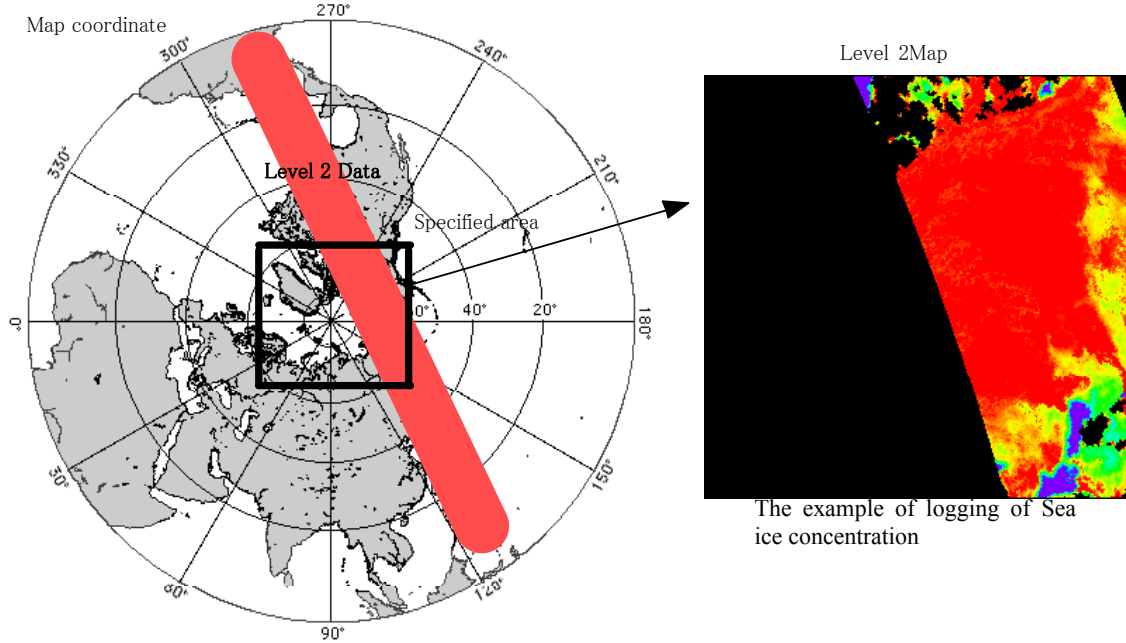 Map coordinate
270°
300°
240°
Level 2Map
330°
210°
Level 2 Data
Specified area
40°
20°
0°
180°
30°
150°
60°
120°
90°
The example of logging of Sea
ice concentration